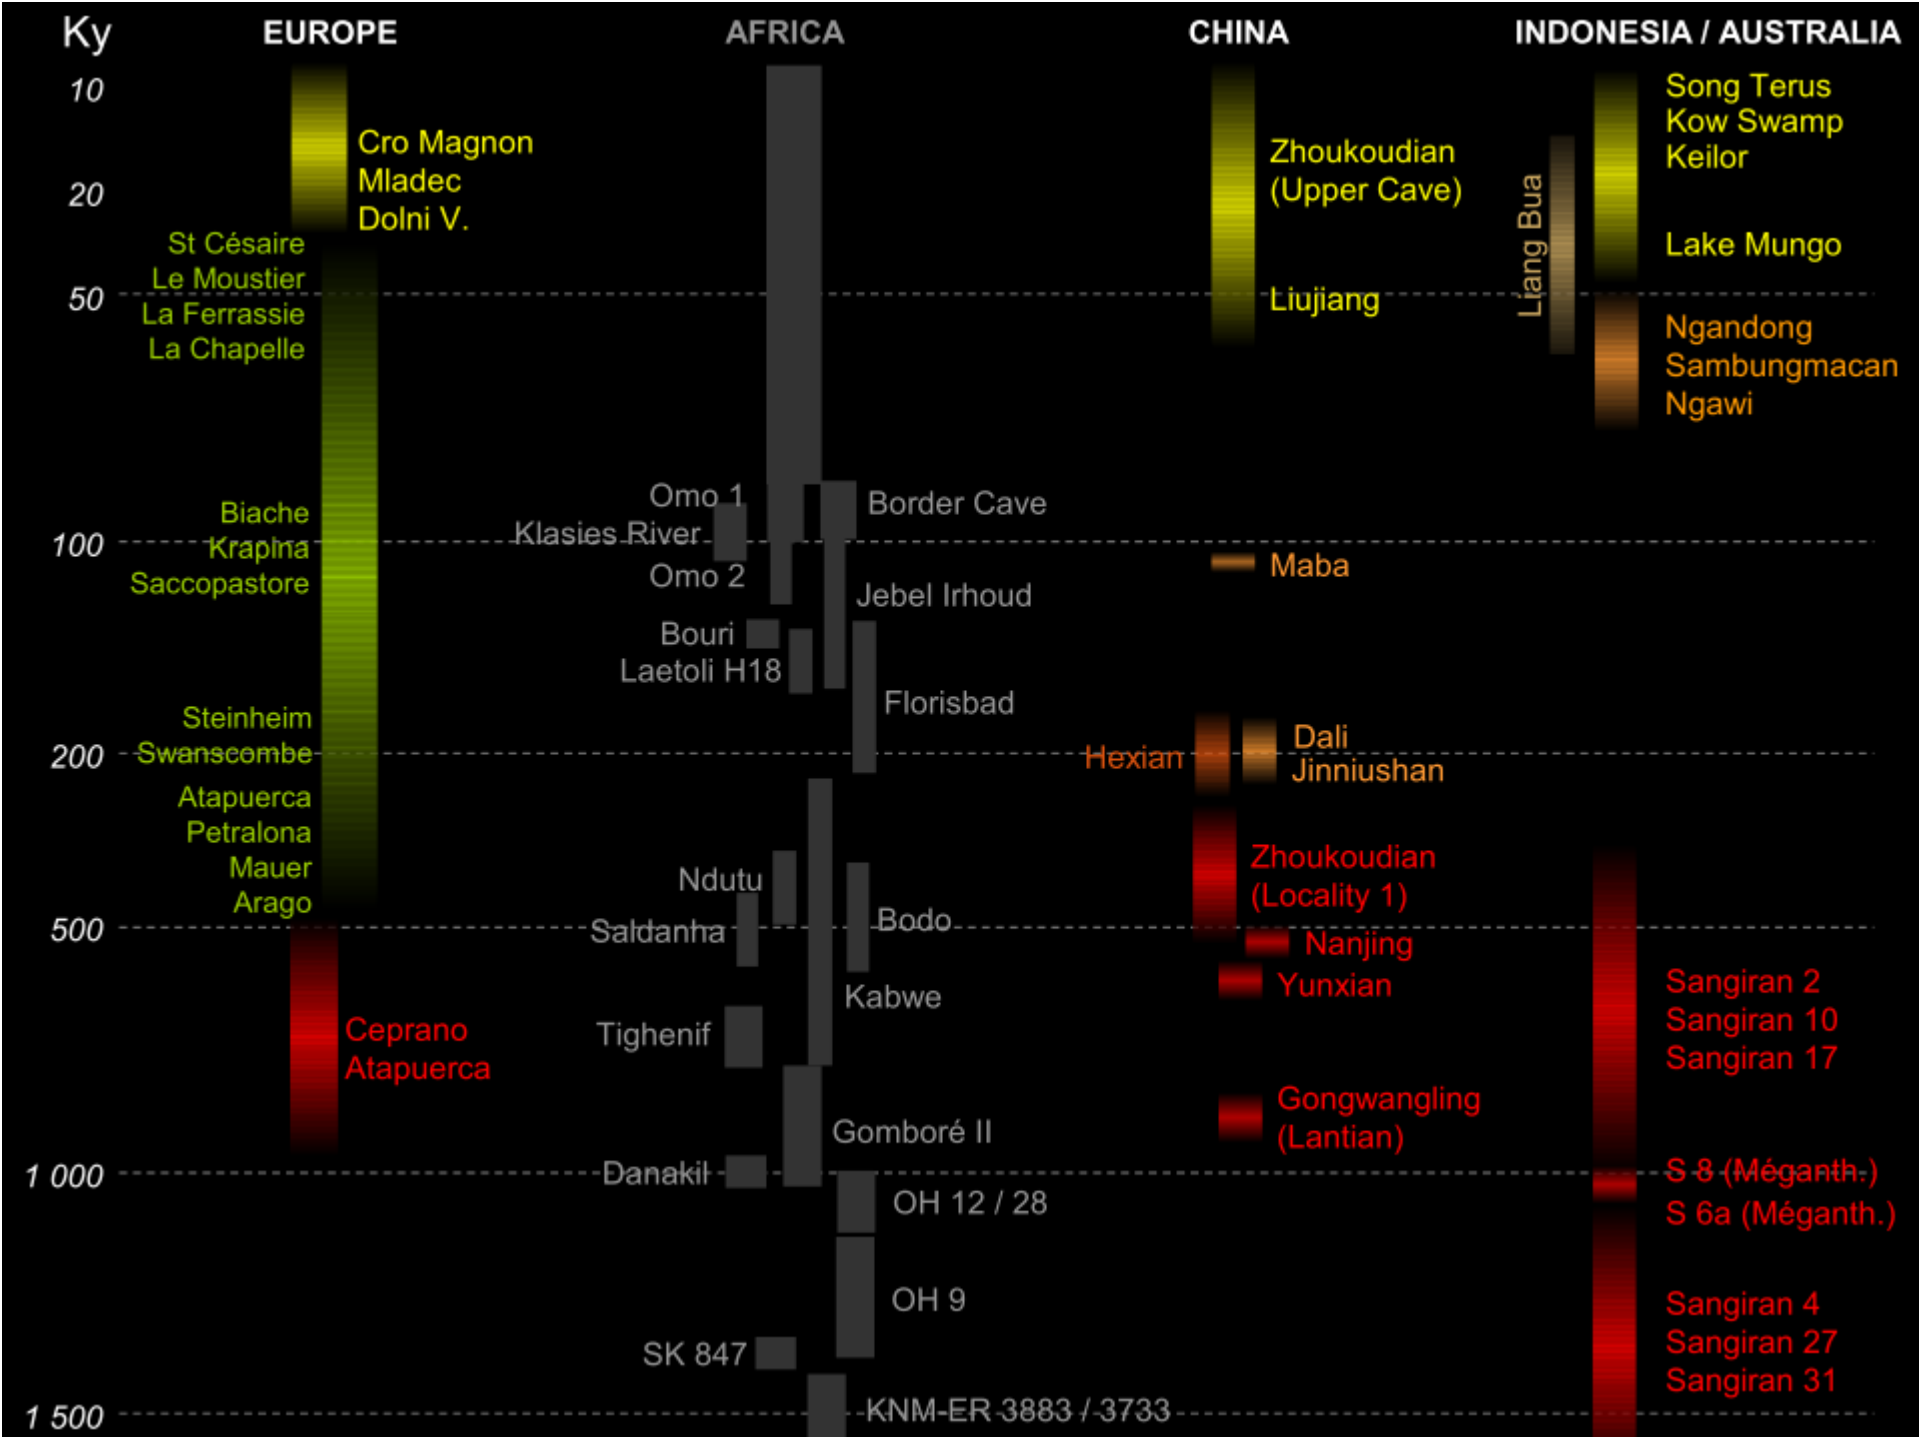 Ky
EUROPE
AFRICA
CHINA
INDONESIA / AUSTRALIA
10
20
50
100
200
500
1 000
1 500
Cro Magnon
Mladec
Dolni V.
St Césaire
Le Moustier
La Ferrassie
La Chapelle
Biache
Krapina
Saccopastore
Steinheim
Swanscombe
Atapuerca
Petralona
Mauer
Arago
Ceprano
Atapuerca
Omo 1
Klasies River
Omo 2
Border Cave
Jebel Irhoud
Bouri
Laetoli H18
Florisbad
Ndutu
Saldanha
Bodo
Kabwe
Tighenif
Gomboré II
Danakil
OH 12 / 28
OH 9
SK 847
KNM-ER 3883 / 3733
Zhoukoudian
(Upper Cave)
Liujiang
Maba
Hexian
Dali
Jinniushan
Zhoukoudian
(Locality 1)
Nanjing
Yunxian
Gongwangling
(Lantian)
Song Terus
Kow Swamp
Keilor
Lake Mungo
Liang Bua
Ngandong
Sambungmacan
Ngawi
Sangiran 2
Sangiran 10
Sangiran 17
S 8 (Méganth.)
S 6a (Méganth.)
Sangiran 4
Sangiran 27
Sangiran 31